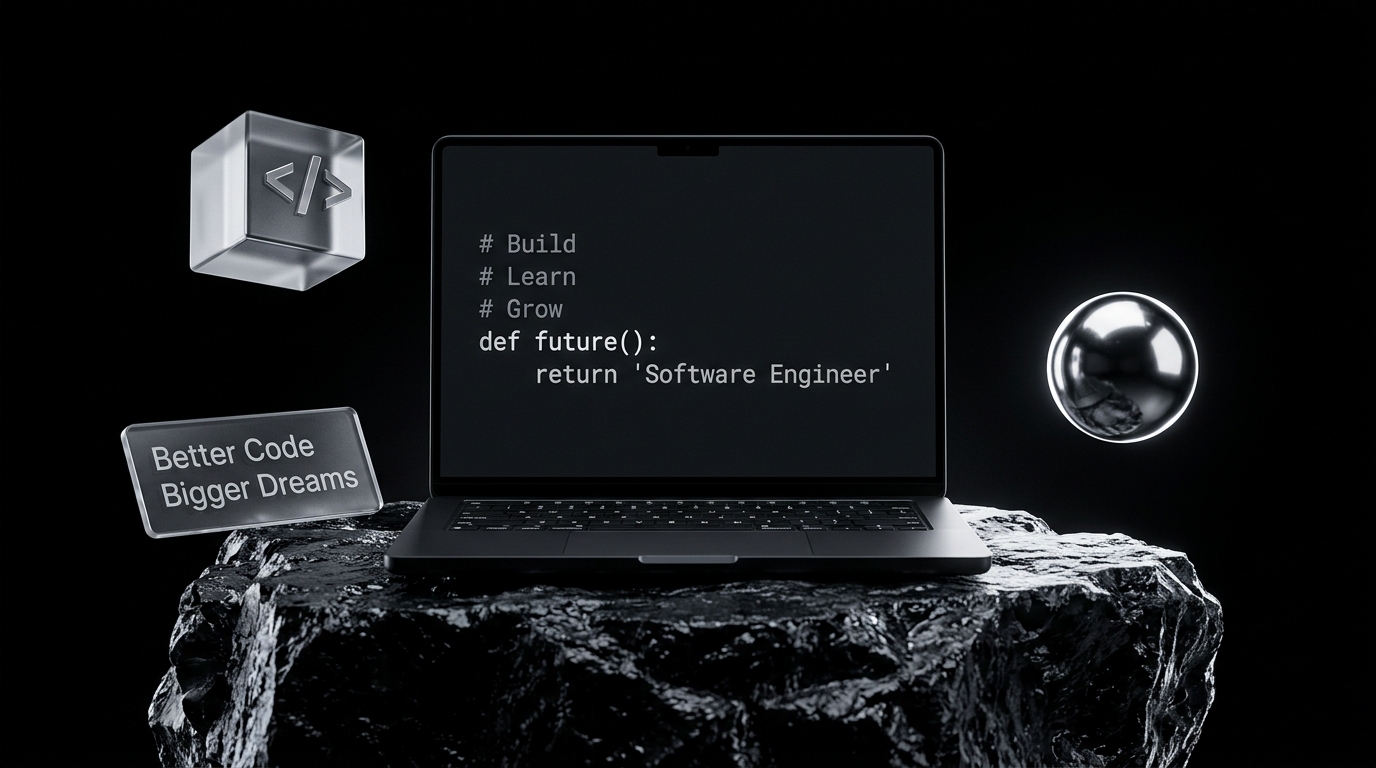 </>
# Build
# Learn
# Grow
def future():
    return 'Software Engineer'
Better Code
Bigger Dreams